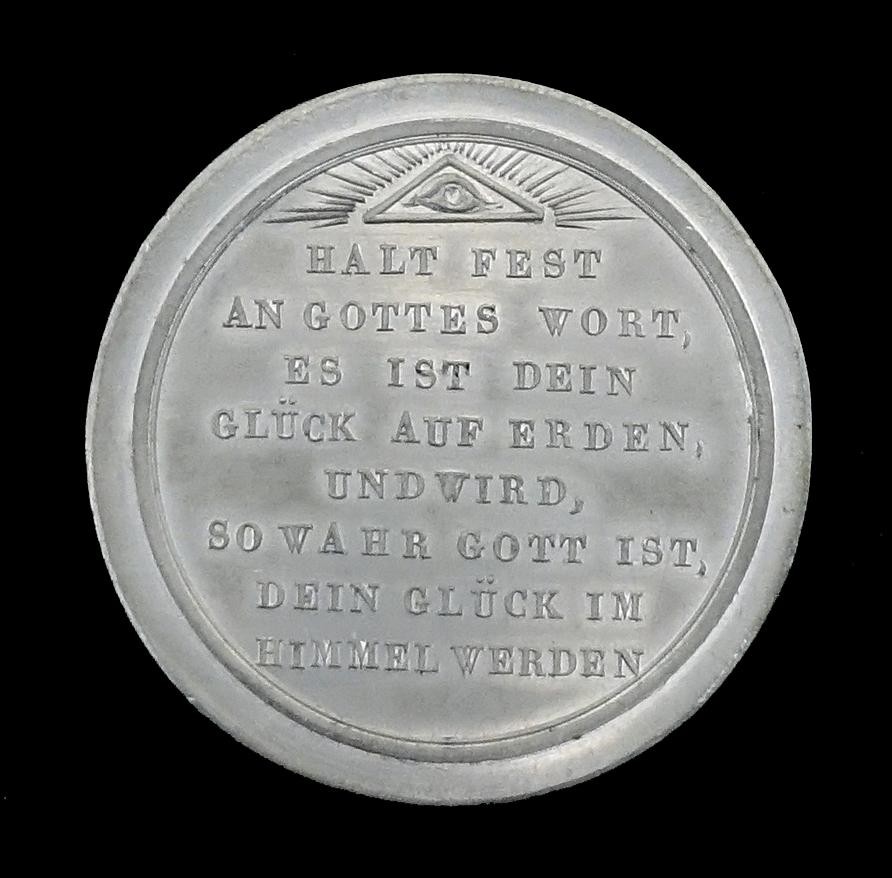 HALT FEST
AN GOTTES WORT,
ES IST DEIN
GLÜCK AUF ERDEN,
UND WIRD,
SO WAHR GOTT IST,
DEIN GLÜCK IM
HIMMEL WERDEN